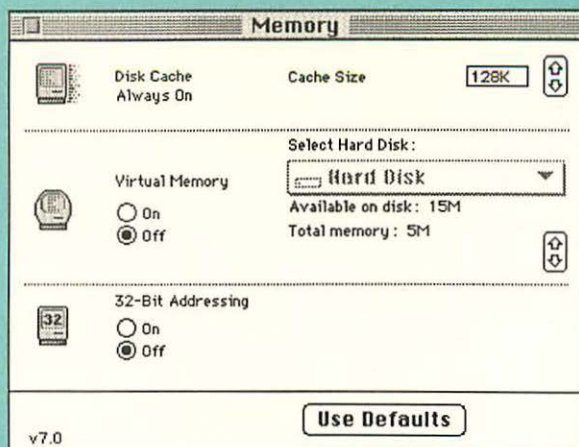 Memory
Disk Cache
Always On
Cache Size
128K
Select Hard Disk:
Hard Disk
Virtual Memory
On
Off
Available on disk: 15M
Total memory: 5M
32-Bit Addressing
32
On
Off
Use Defaults
v7.0